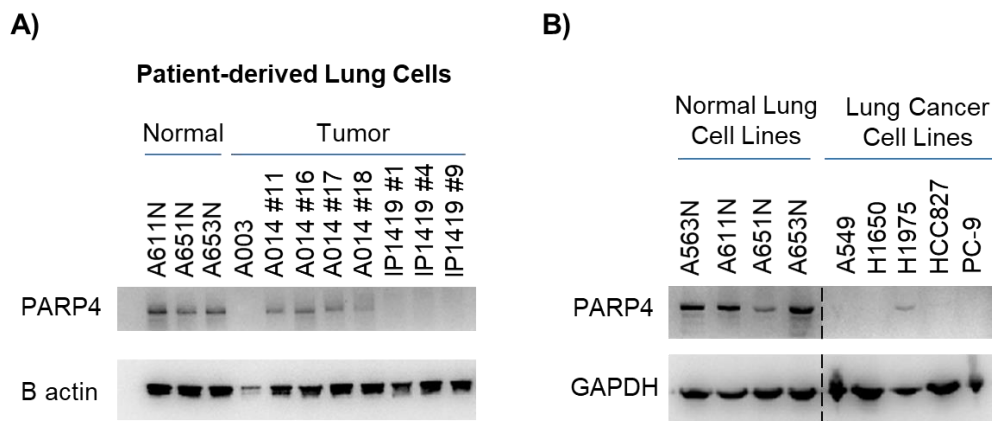 A)
Patient-derived Lung Cells
Normal
Tumor
A611N
A651N
A653N
A003
A014 #11
A014 #16
A014 #17
A014 #18
IP1419 #1
IP1419 #4
IP1419 #9
PARP4
B actin
B)
Normal Lung
Cell Lines
Lung Cancer
Cell Lines
A563N
A611N
A651N
A653N
A549
H1650
H1975
HCC827
PC-9
PARP4
GAPDH